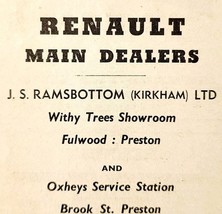 RENAULT
MAIN DEALERS
J. S. RAMSBOTTOM (KIRKHAM) LTD
Withy Trees Showroom
Fulwood : Preston
AND
Oxheys Service Station
Brook St. Preston